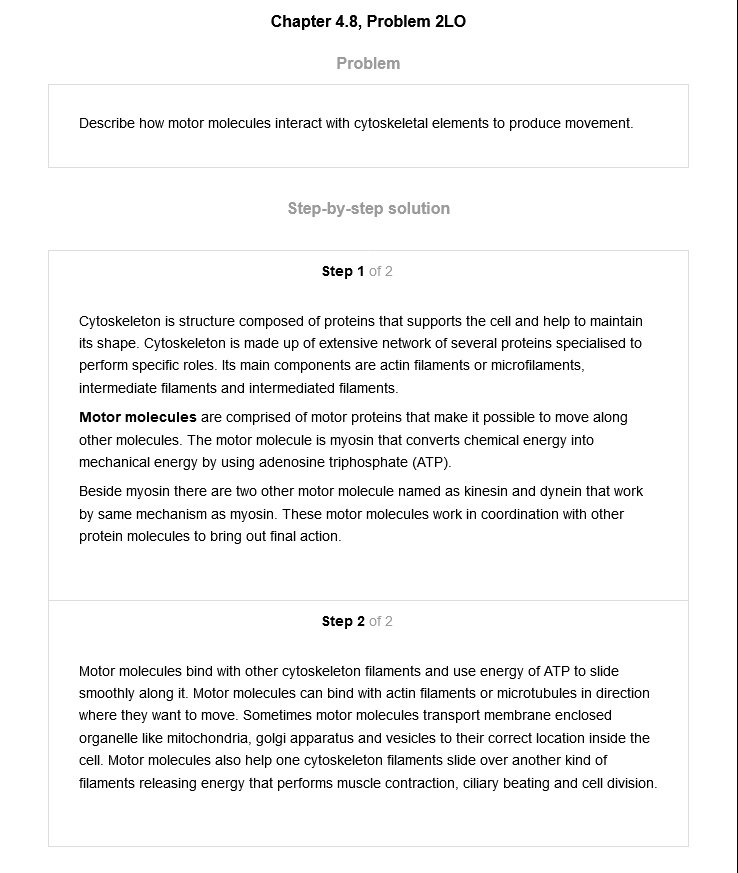 Chapter 4.8, Problem 2LO
Problem
Describe how motor molecules interact with cytoskeletal elements to produce movement.
Step-by-step solution
Step 1 of 2
Cytoskeleton is structure composed of proteins that supports the cell and help to maintain
its shape. Cytoskeleton is made up of extensive network of several proteins specialised to
perform specific roles. Its main components are actin filaments or microfilaments,
intermediate filaments and intermediated filaments.
Motor molecules are comprised of motor proteins that make it possible to move along
other molecules. The motor molecule is myosin that converts chemical energy into
mechanical energy by using adenosine triphosphate (ATP).
Beside myosin there are two other motor molecule named as kinesin and dynein that work
by same mechanism as myosin. These motor molecules work in coordination with other
protein molecules to bring out final action.
Step 2 of 2
Motor molecules bind with other cytoskeleton filaments and use energy of ATP to slide
smoothly along it. Motor molecules can bind with actin filaments or microtubules in direction
where they want to move. Sometimes motor molecules transport membrane enclosed
organelle like mitochondria, golgi apparatus and vesicles to their correct location inside the
cell. Motor molecules also help one cytoskeleton filaments slide over another kind of
filaments releasing energy that performs muscle contraction, ciliary beating and cell division.